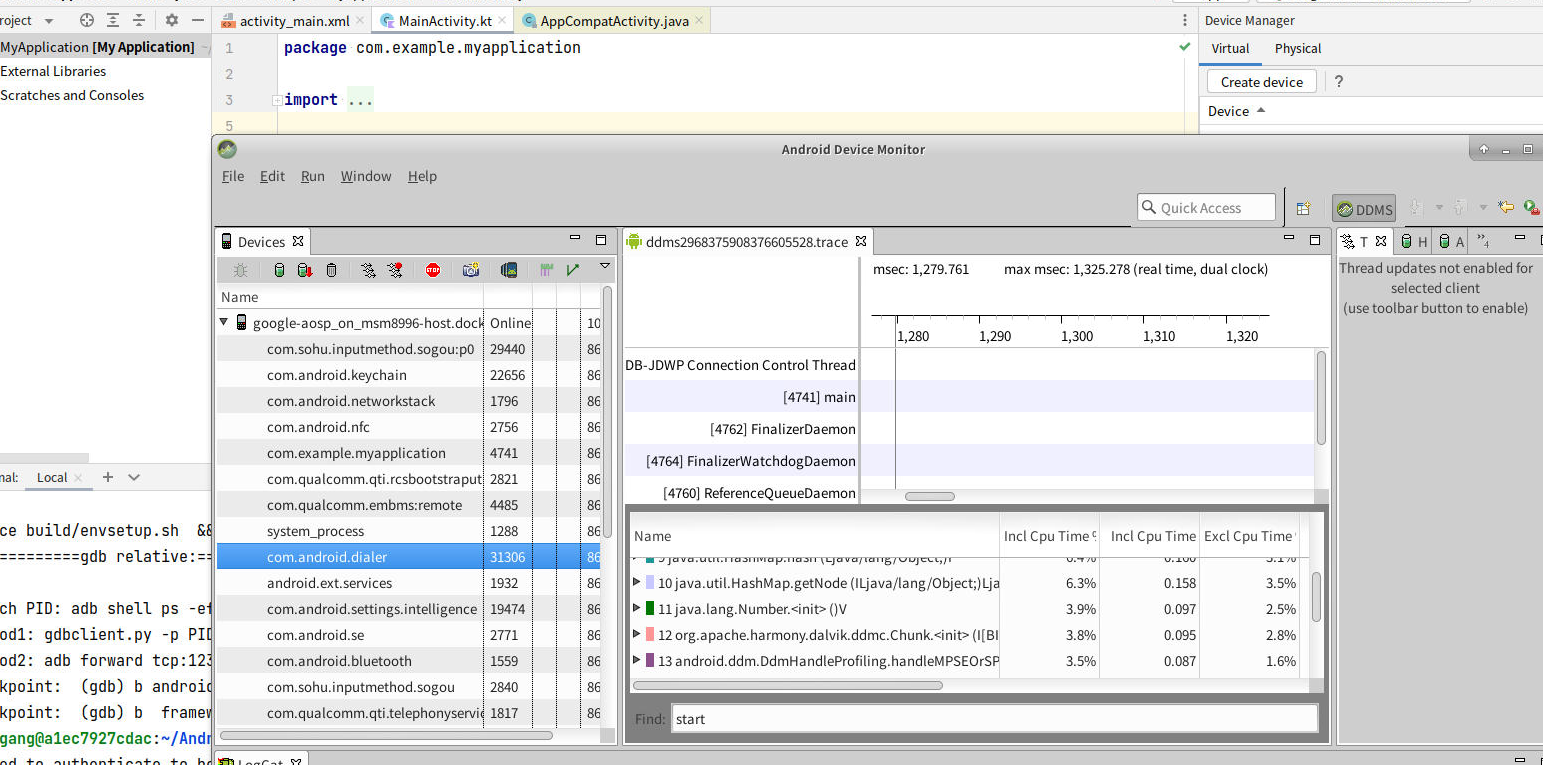 roject
activity_main.xml
MainActivity.kt
AppCompatActivity.java
Device Manager
MyApplication [My Application]
External Libraries
Scratches and Consoles
1 package com.example.myapplication
2
3 import ...
5
Virtual Physical
Create device ?
Device
Android Device Monitor
File Edit Run Window Help
Quick Access
DDMS
Devices
Name
google-aosp_on_msm8996-host.dock Online 10
com.sohu.inputmethod.sogou:p0 29440 86
com.android.keychain 22656 86
com.android.networkstack 1796 86
com.android.nfc 2756 86
com.example.myapplication 4741 86
com.qualcomm.qti.rcsbootstraput 2821 86
com.qualcomm.embms:remote 4485 86
system_process 1288 86
com.android.dialer 31306 86
android.ext.services 1932 86
com.android.settings.intelligence 19474 86
com.android.se 2771 86
com.android.bluetooth 1559 86
com.sohu.inputmethod.sogou 2840 86
com.qualcomm.qti.telephonyservi 1817 86
ddms2968375908376605528.trace
msec: 1,279.761 max msec: 1,325.278 (real time, dual clock)
1,280 1,290 1,300 1,310 1,320
DB-JDWP Connection Control Thread
[4741] main
[4762] FinalizerDaemon
[4764] FinalizerWatchdogDaemon
[4760] ReferenceQueueDaemon
Name Incl Cpu Time % Incl Cpu Time Excl Cpu Time
9 java.util.HashMap.hash (Ljava/lang/Object;)I 6.4% 0.160 3.1%
10 java.util.HashMap.getNode (ILjava/lang/Object;)Lja 6.3% 0.158 3.5%
11 java.lang.Number.<init> ()V 3.9% 0.097 2.5%
12 org.apache.harmony.dalvik.ddmc.Chunk.<init> (I[BI 3.8% 0.095 2.8%
13 android.ddm.DdmHandleProfiling.handleMPSEOrSP 3.5% 0.087 1.6%
Find: start
T H A 4
Thread updates not enabled for
selected client
(use toolbar button to enable)
nal: Local
ce build/envsetup.sh &&
=========gdb relative:==
ch PID: adb shell ps -ef
od1: gdbclient.py -p PID
od2: adb forward tcp:123
kpoint: (gdb) b android
kpoint: (gdb) b framew
gang@a1ec7927cdac:~/Andr
ed to authenticate to be
LogCat